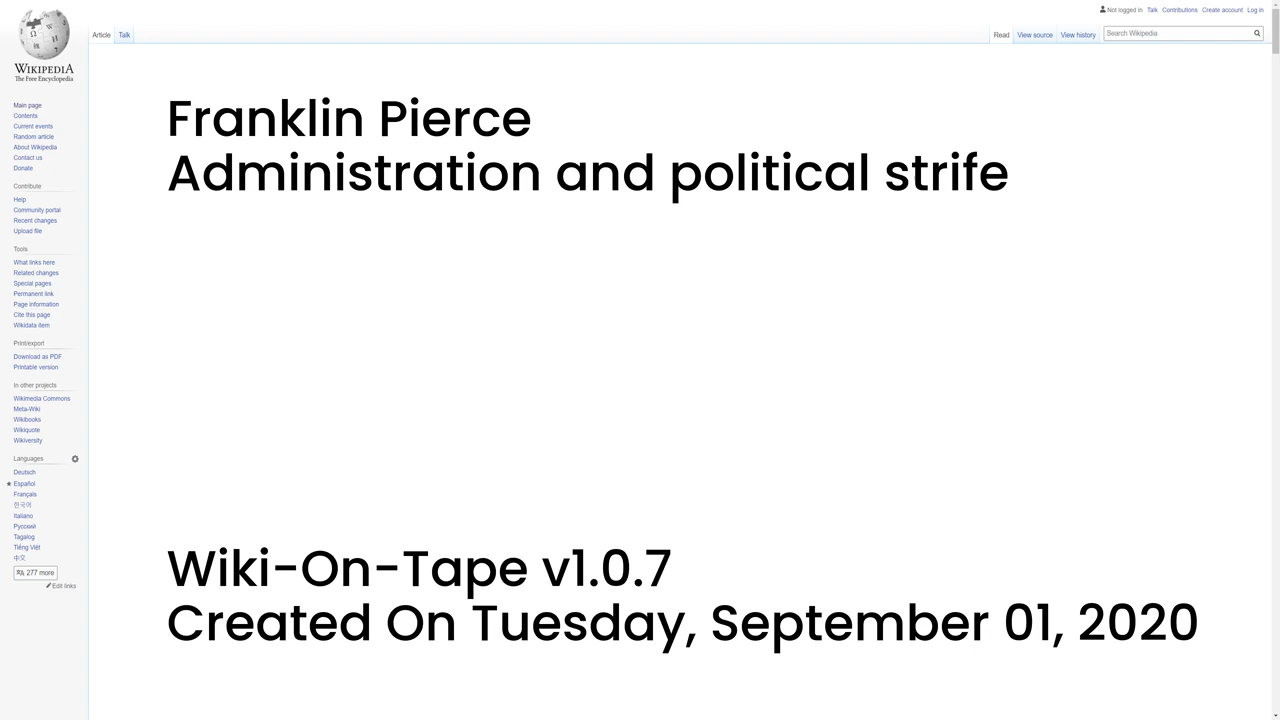 Not logged in Talk Contributions Create account Log in
Article Talk Read View source View history Search Wikipedia
WIKIPEDIA
The Free Encyclopedia
Main page
Contents
Current events
Random article
About Wikipedia
Contact us
Donate
Contribute
Help
Community portal
Recent changes
Upload file
Tools
What links here
Related changes
Special pages
Permanent link
Page information
Cite this page
Wikidata item
Print/export
Download as PDF
Printable version
In other projects
Wikimedia Commons
Meta-Wiki
Wikibooks
Wikiquote
Wikiversity
Languages
Deutsch
Español
Français
한국어
Italiano
Русский
Tagalog
Tiếng Việt
中文
277 more
Edit links
Franklin Pierce
Administration and political strife
Wiki-On-Tape v1.0.7
Created On Tuesday, September 01, 2020